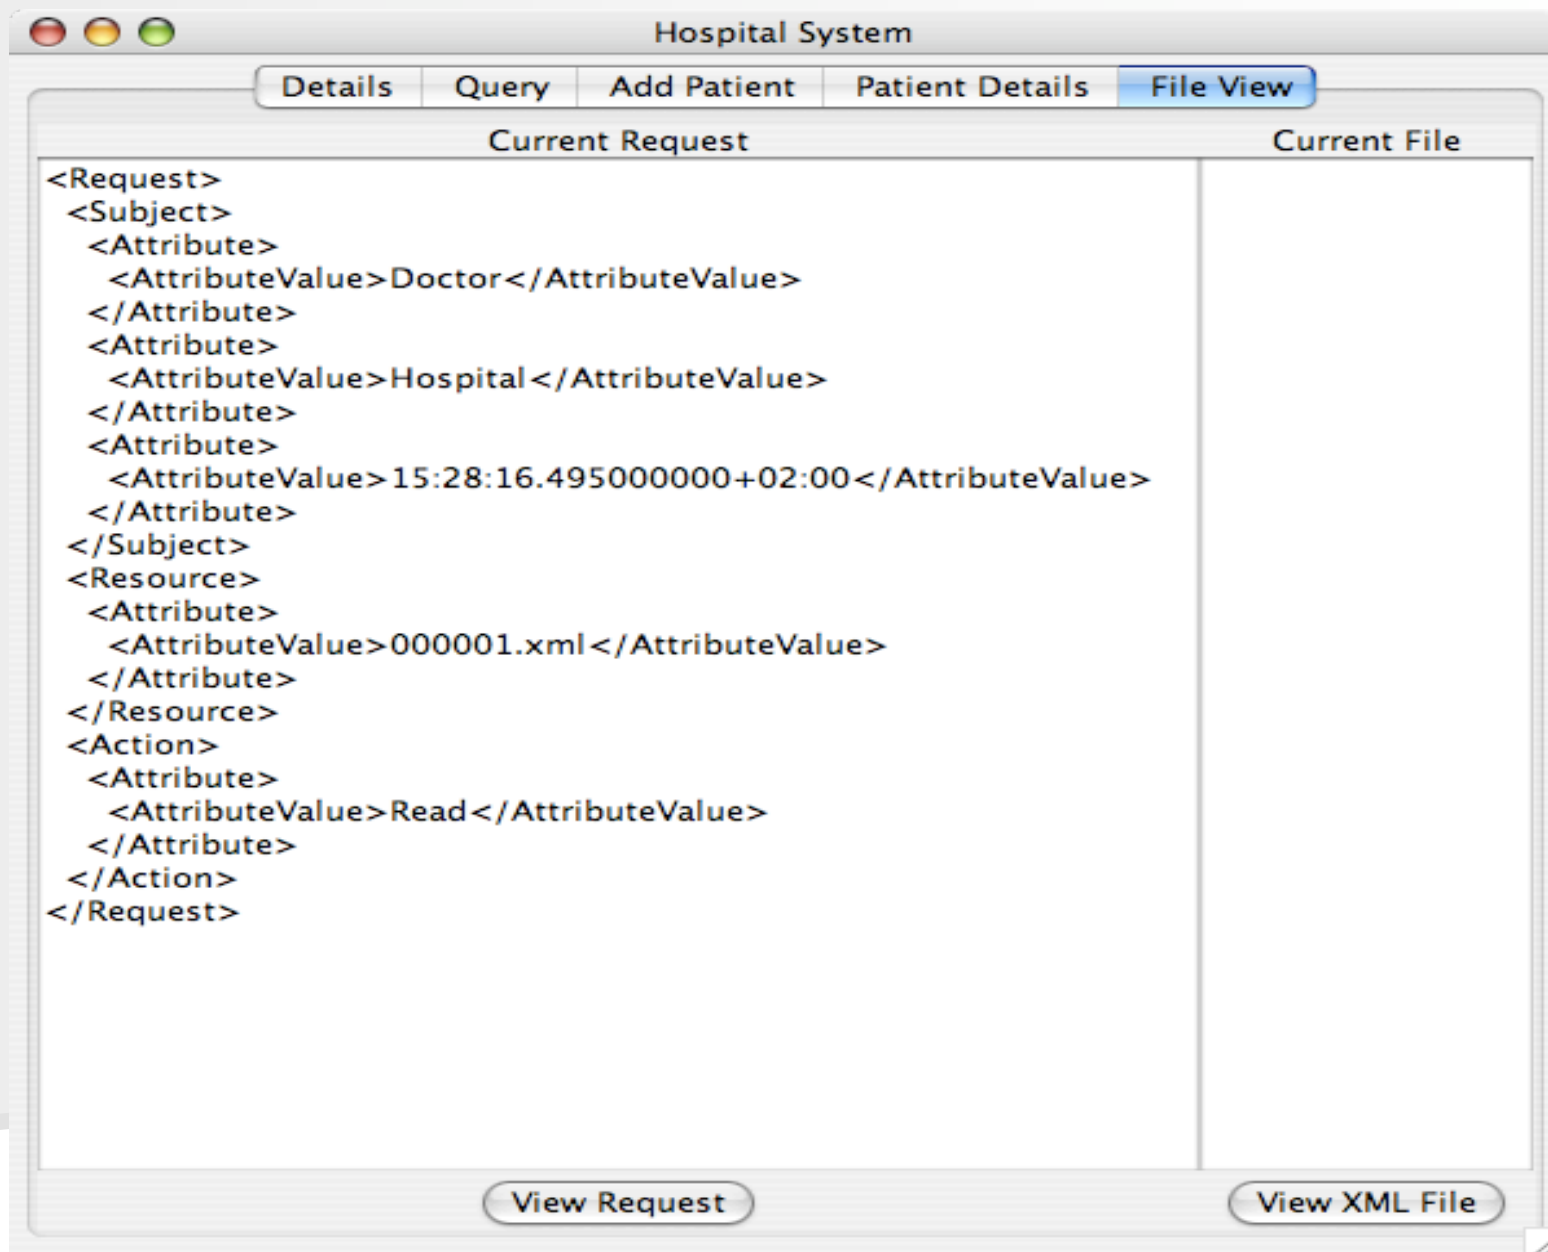 Hospital System
Details Query Add Patient Patient Details File View
Current Request Current File
<Request>
<Subject>
<Attribute>
<AttributeValue>Doctor</AttributeValue>
</Attribute>
<Attribute>
<AttributeValue>Hospital</AttributeValue>
</Attribute>
<Attribute>
<AttributeValue>15:28:16.495000000+02:00</AttributeValue>
</Attribute>
</Subject>
<Resource>
<Attribute>
<AttributeValue>000001.xml</AttributeValue>
</Attribute>
</Resource>
<Action>
<Attribute>
<AttributeValue>Read</AttributeValue>
</Attribute>
</Action>
</Request>
View Request View XML File